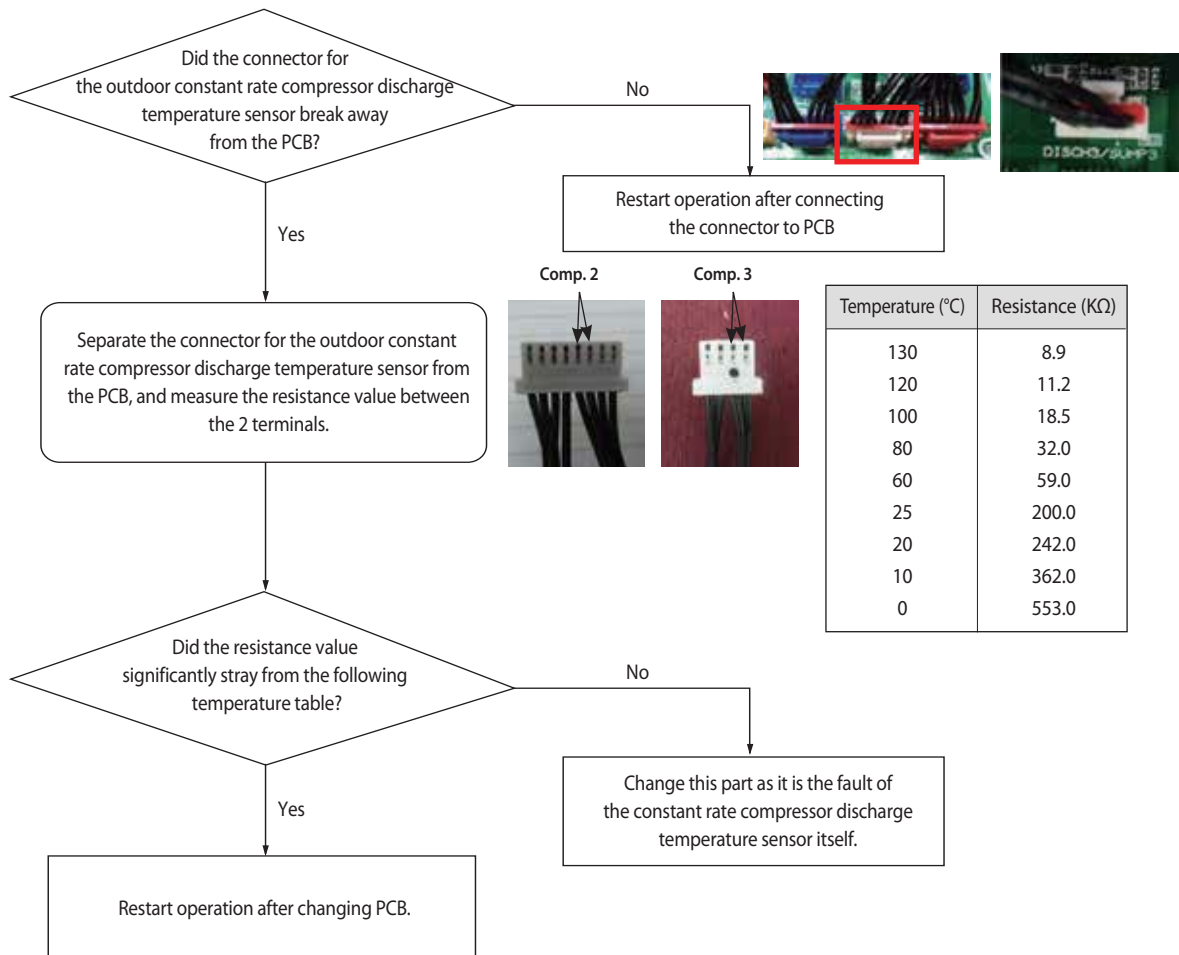 Did the connector for
the outdoor constant rate compressor discharge
temperature sensor break away
from the PCB?
No
DISCH3/SUMP3
Restart operation after connecting
the connector to PCB
Yes
Separate the connector for the outdoor constant
rate compressor discharge temperature sensor from
the PCB, and measure the resistance value between
the 2 terminals.
Comp. 2
Comp. 3
Temperature (°C) Resistance (KΩ)
130 8.9
120 11.2
100 18.5
80 32.0
60 59.0
25 200.0
20 242.0
10 362.0
0 553.0
Did the resistance value
significantly stray from the following
temperature table?
No
Change this part as it is the fault of
the constant rate compressor discharge
temperature sensor itself.
Yes
Restart operation after changing PCB.